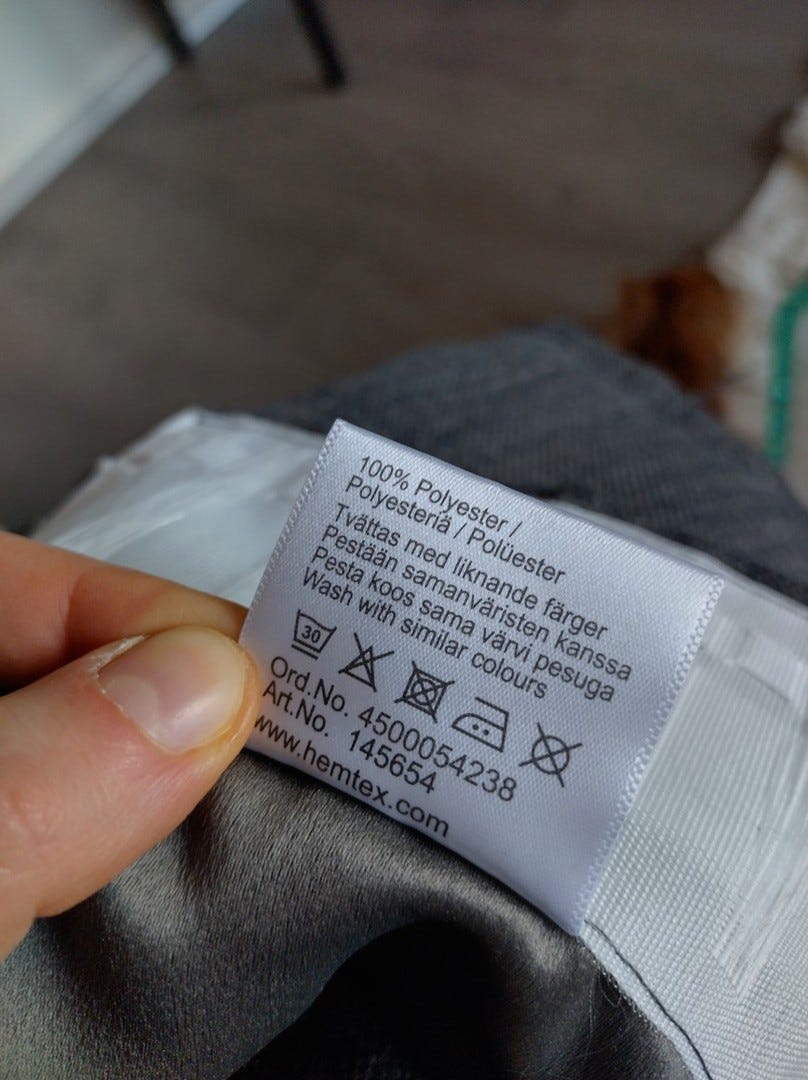 100% Polyester /
Polyesteriä / Polüester
Tvättas med liknande färger
Pestään samanväristen kanssa
Pesta koos sama värvi pesuga
Wash with similar colours
30
Ord.No. 4500054238
Art.No. 145654
www.hemtex.com